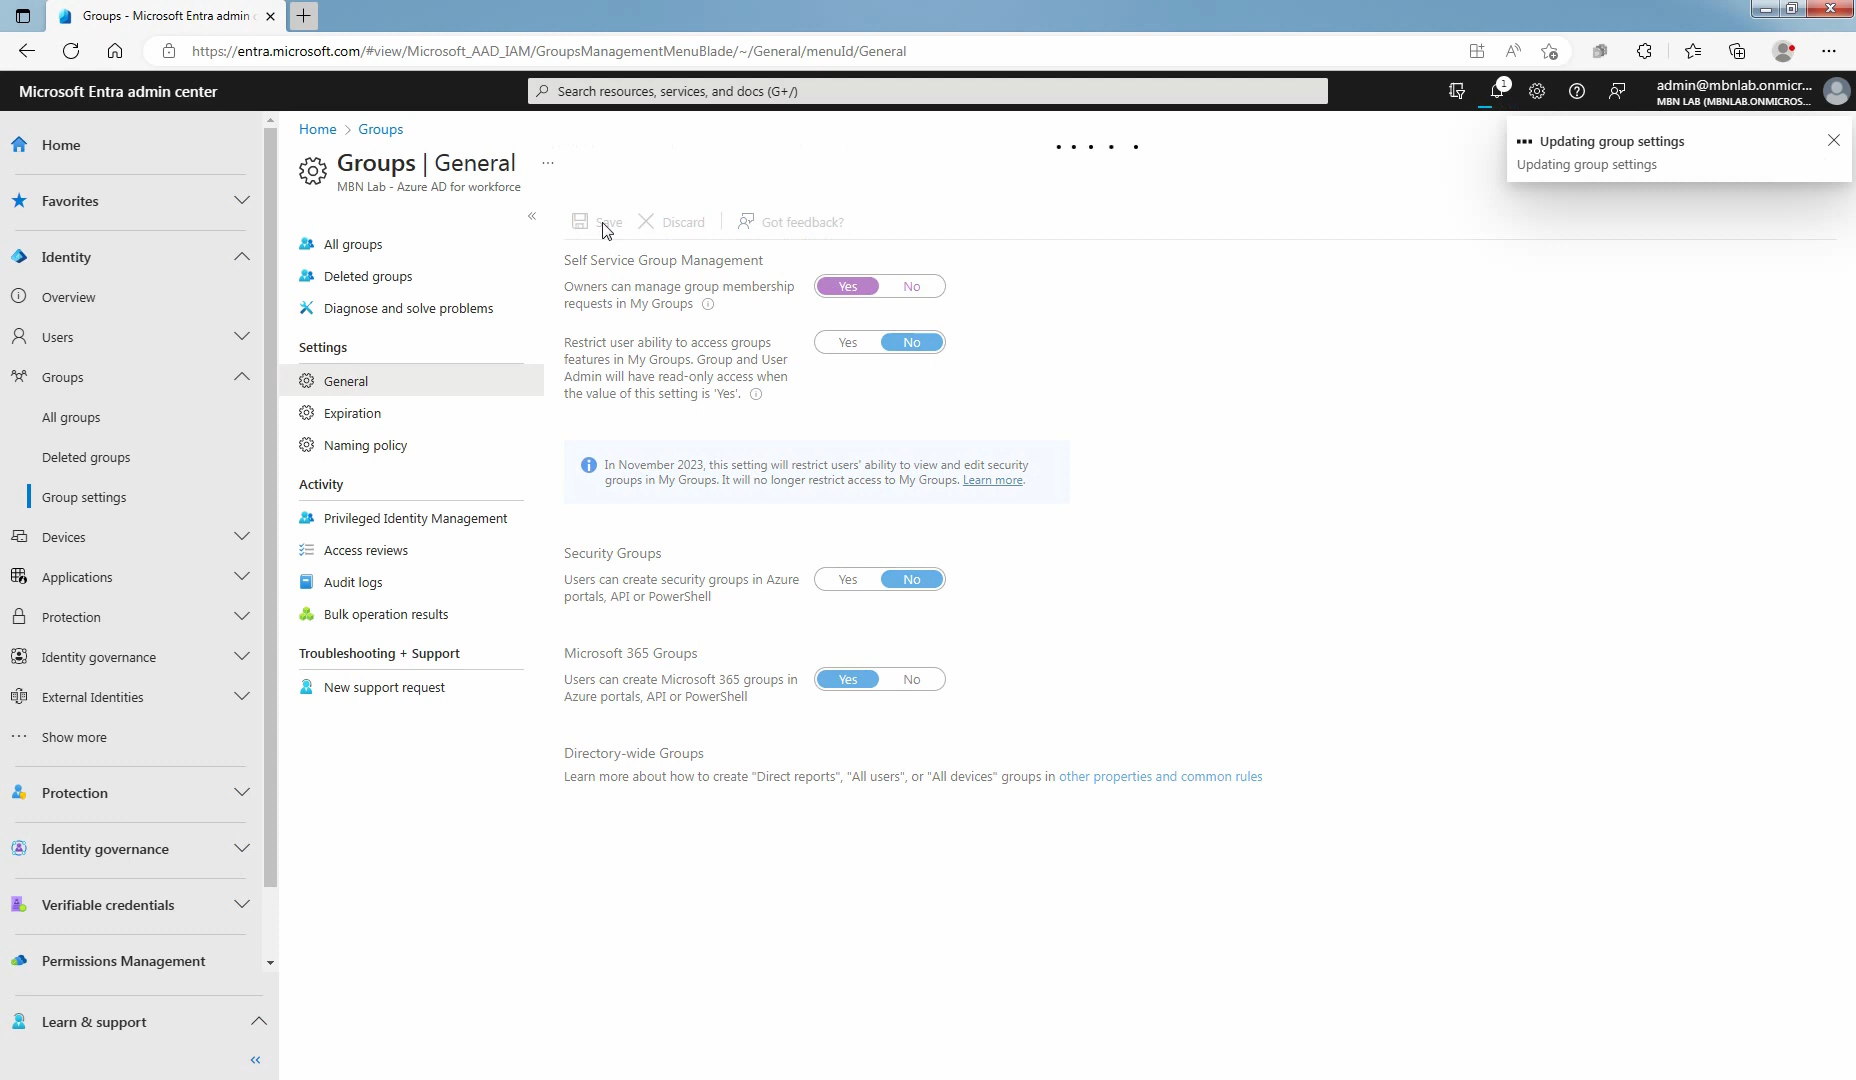 Groups - Microsoft Entra admin c
https://entra.microsoft.com/#view/Microsoft_AAD_IAM/GroupsManagementMenuBlade/~/General/menuId/General
Microsoft Entra admin center
Search resources, services, and docs (G+/)
1
admin@mbnlab.onmicr...
MBN LAB (MBNLAB.ONMICROS...
Updating group settings
Updating group settings
Home
Favorites
Identity
Overview
Users
Groups
All groups
Deleted groups
Group settings
Devices
Applications
Protection
Identity governance
External Identities
Show more
Protection
Identity governance
Verifiable credentials
Permissions Management
Learn & support
Home > Groups
Groups | General
MBN Lab - Azure AD for workforce
All groups
Deleted groups
Diagnose and solve problems
Settings
General
Expiration
Naming policy
Activity
Privileged Identity Management
Access reviews
Audit logs
Bulk operation results
Troubleshooting + Support
New support request
Save Discard Got feedback?
Self Service Group Management
Owners can manage group membership
requests in My Groups
Yes No
Restrict user ability to access groups
features in My Groups. Group and User
Admin will have read-only access when
the value of this setting is 'Yes'.
Yes No
In November 2023, this setting will restrict users' ability to view and edit security
groups in My Groups. It will no longer restrict access to My Groups. Learn more.
Security Groups
Users can create security groups in Azure
portals, API or PowerShell
Yes No
Microsoft 365 Groups
Users can create Microsoft 365 groups in
Azure portals, API or PowerShell
Yes No
Directory-wide Groups
Learn more about how to create "Direct reports", "All users", or "All devices" groups in other properties and common rules